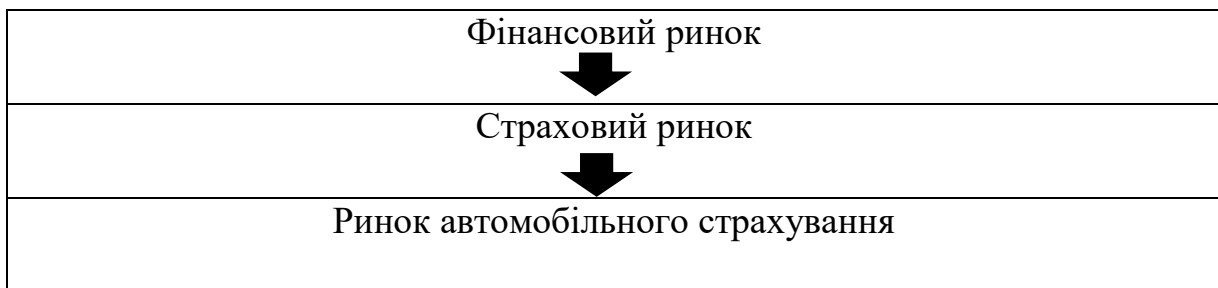 Фінансовий ринок
Страховий ринок
Ринок автомобільного страхування